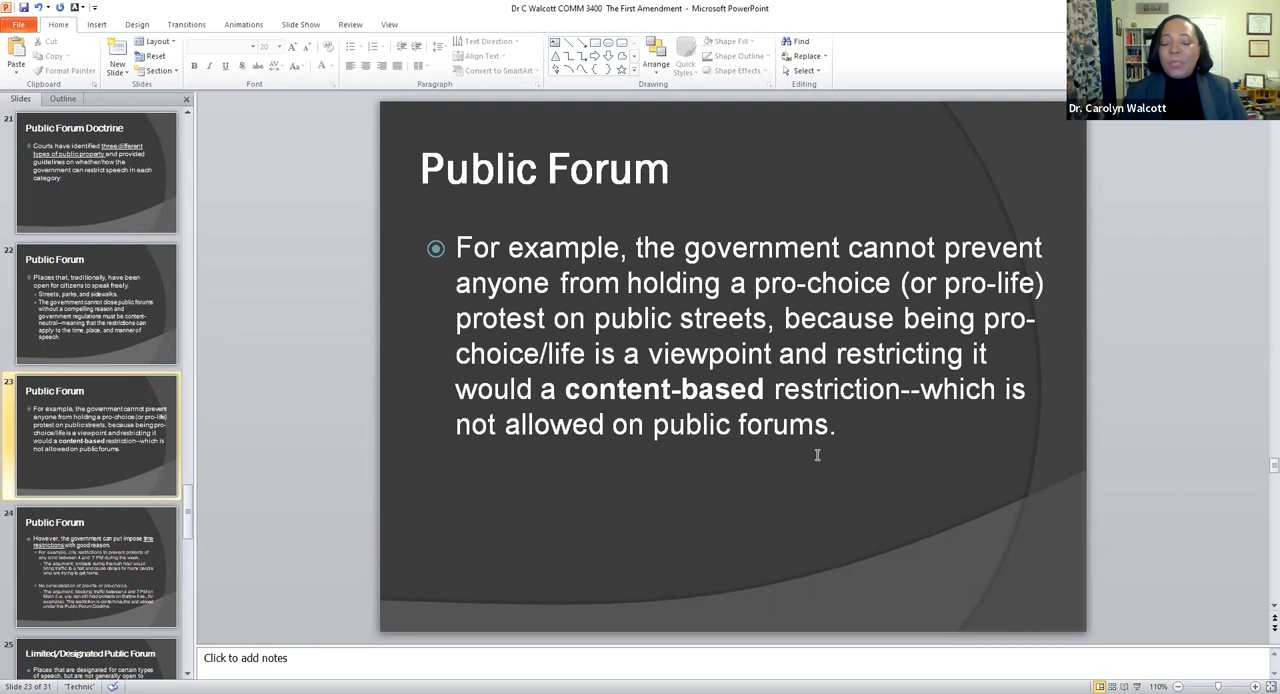 Dr C Walcott COMM 3400 The First Amendment - Microsoft PowerPoint
File Home Insert Design Transitions Animations Slide Show Review View
Cut
Copy
Format Painter
Paste
Clipboard
New
Slide
Layout
Reset
Section
Slides
20
Font
Paragraph
Text Direction
Align Text
Convert to SmartArt
Arrange
Quick
Styles
Shape Fill
Shape Outline
Shape Effects
Drawing
Find
Replace
Select
Editing
Dr. Carolyn Walcott
Slides Outline
21
Public Forum Doctrine
Courts have identified three different
types of public property and provided
guidelines on whether/how the
government can restrict speech in each
category:
22
Public Forum
Places that, traditionally, have been
open for citizens to speak freely.
Streets, parks, and sidewalks.
The government cannot close public forums
without a compelling reason and
government regulations must be content-
neutral—meaning that the restrictions can
apply to the time, place, and manner of
speech.
23
Public Forum
For example, the government cannot prevent
anyone from holding a pro-choice (or pro-life)
protest on public streets, because being pro-
choice/life is a viewpoint and restricting it
would a content-based restriction--which is
not allowed on public forums.
24
Public Forum
However, the government can put impose time
restrictions with good reason.
For example, city restrictions to prevent protests of
any kind between 4 and 7 PM during the week.
The argument: protests during the rush hour would
bring traffic to a halt and cause delays for many people
who are trying to get home.
No consideration of pro-life or pro-choice.
The argument: blocking traffic between 4 and 7 PM on
Main (i.e. you can still hold protests on Barlow Ave., for
examples). This restriction is content-neutral and allowed
under the Public Forum Doctrine.
25
Limited/Designated Public Forum
Places that are designated for certain types
of speech, but are not generally open to
Public Forum
For example, the government cannot prevent
anyone from holding a pro-choice (or pro-life)
protest on public streets, because being pro-
choice/life is a viewpoint and restricting it
would a content-based restriction--which is
not allowed on public forums.
Click to add notes
Slide 23 of 31 "Technic" 110%